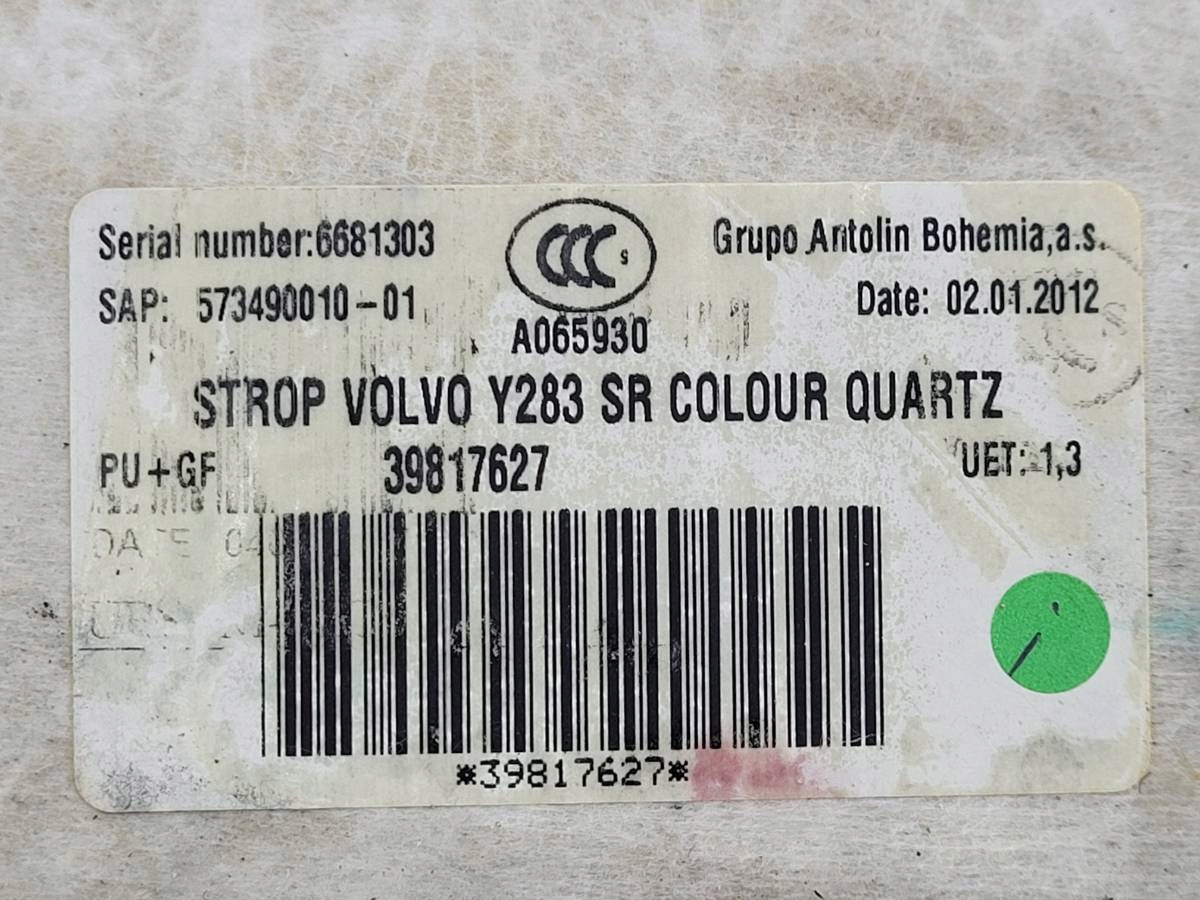 Serial number:6681303
CCC S
Grupo Antolin Bohemia,a.s.
SAP: 573490010-01
Date: 02.01.2012
A065930
STROP VOLVO Y283 SR COLOUR QUARTZ
PU+GF
39817627
UET: 1,3
DATE
*39817627*